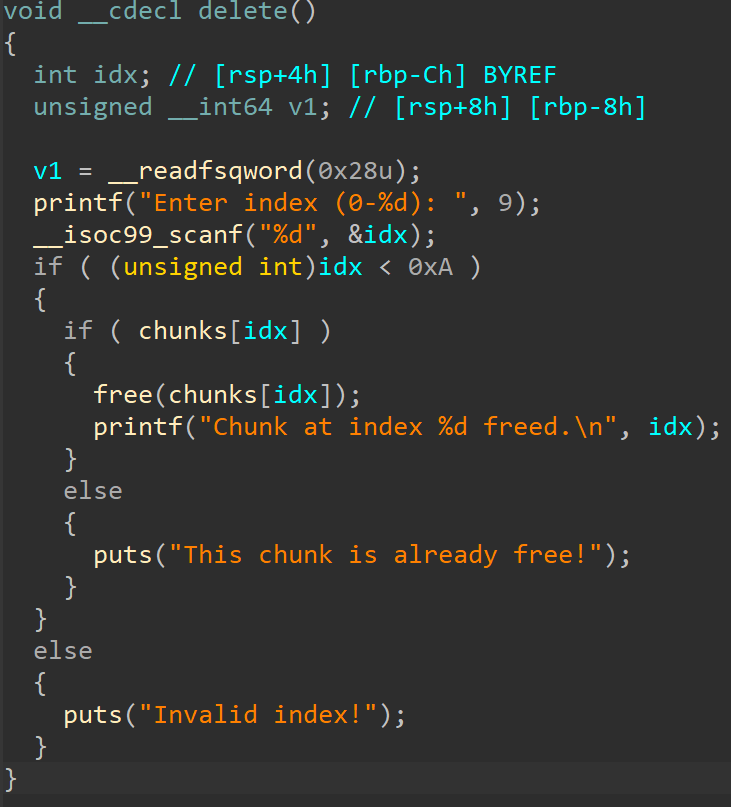 void __cdecl delete()
{
  int idx; // [rsp+4h] [rbp-Ch] BYREF
  unsigned __int64 v1; // [rsp+8h] [rbp-8h]

  v1 = __readfsqword(0x28u);
  printf("Enter index (0-%d): ", 9);
  __isoc99_scanf("%d", &idx);
  if ( (unsigned int)idx < 0xA )
  {
    if ( chunks[idx] )
    {
      free(chunks[idx]);
      printf("Chunk at index %d freed.\n", idx);
    }
    else
    {
      puts("This chunk is already free!");
    }
  }
  else
  {
    puts("Invalid index!");
  }
}